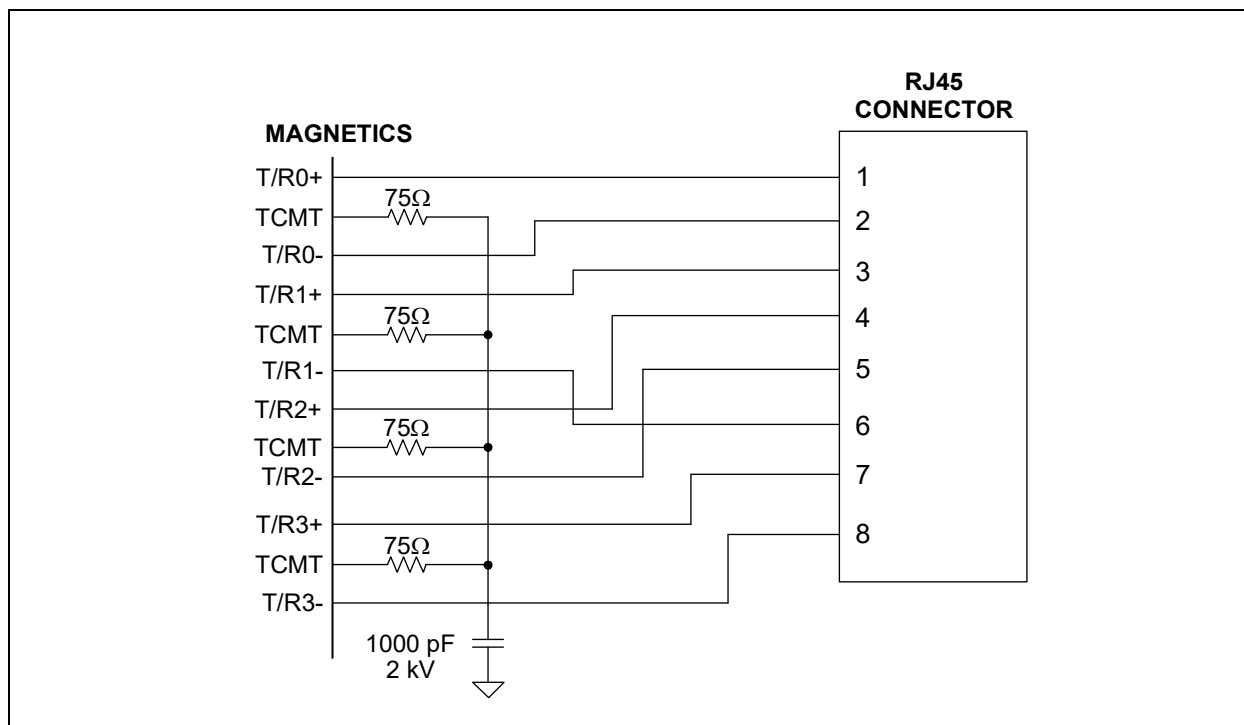 RJ45
CONNECTOR
MAGNETICS
T/R0+
75Ω
TCMT
T/R0-
T/R1+
75Ω
TCMT
T/R1-
T/R2+
75Ω
TCMT
T/R2-
T/R3+
75Ω
TCMT
T/R3-
1000 pF
2 kV
1
2
3
4
5
6
7
8